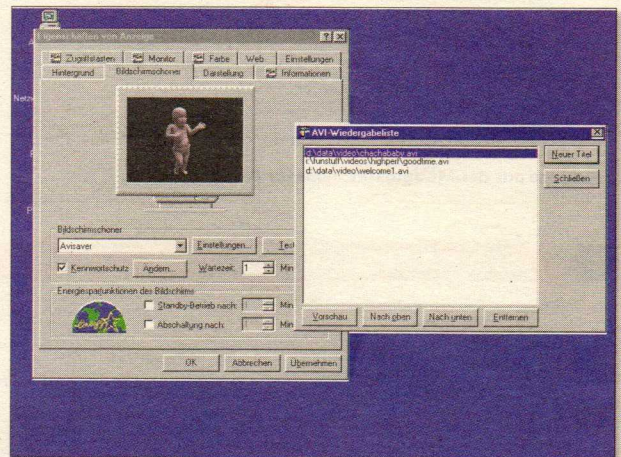 Eigenschaften von Anzeige
Zugriffstasten
Monitor
Farbe
Web
Einstellungen
Hintergrund
Bildschirmschoner
Darstellung
Informationen
Bildschirmschoner
Avisaver
Einstellungen...
Kennwortschutz
Ändern...
Wartezeit:
1
Min
Energiesparfunktionen des Bildschirms
Standby-Betrieb nach:
Min
Abschaltung nach:
Min
OK
Abbrechen
Übernehmen
AVI-Wiedergabeliste
d:\data\video\chachababy.avi
r:\funstuff\videos\highperf\goodtime.avi
d:\data\video\welcome1.avi
Neuer Titel
Schließen
Vorschau
Nach oben
Nach unten
Entfernen